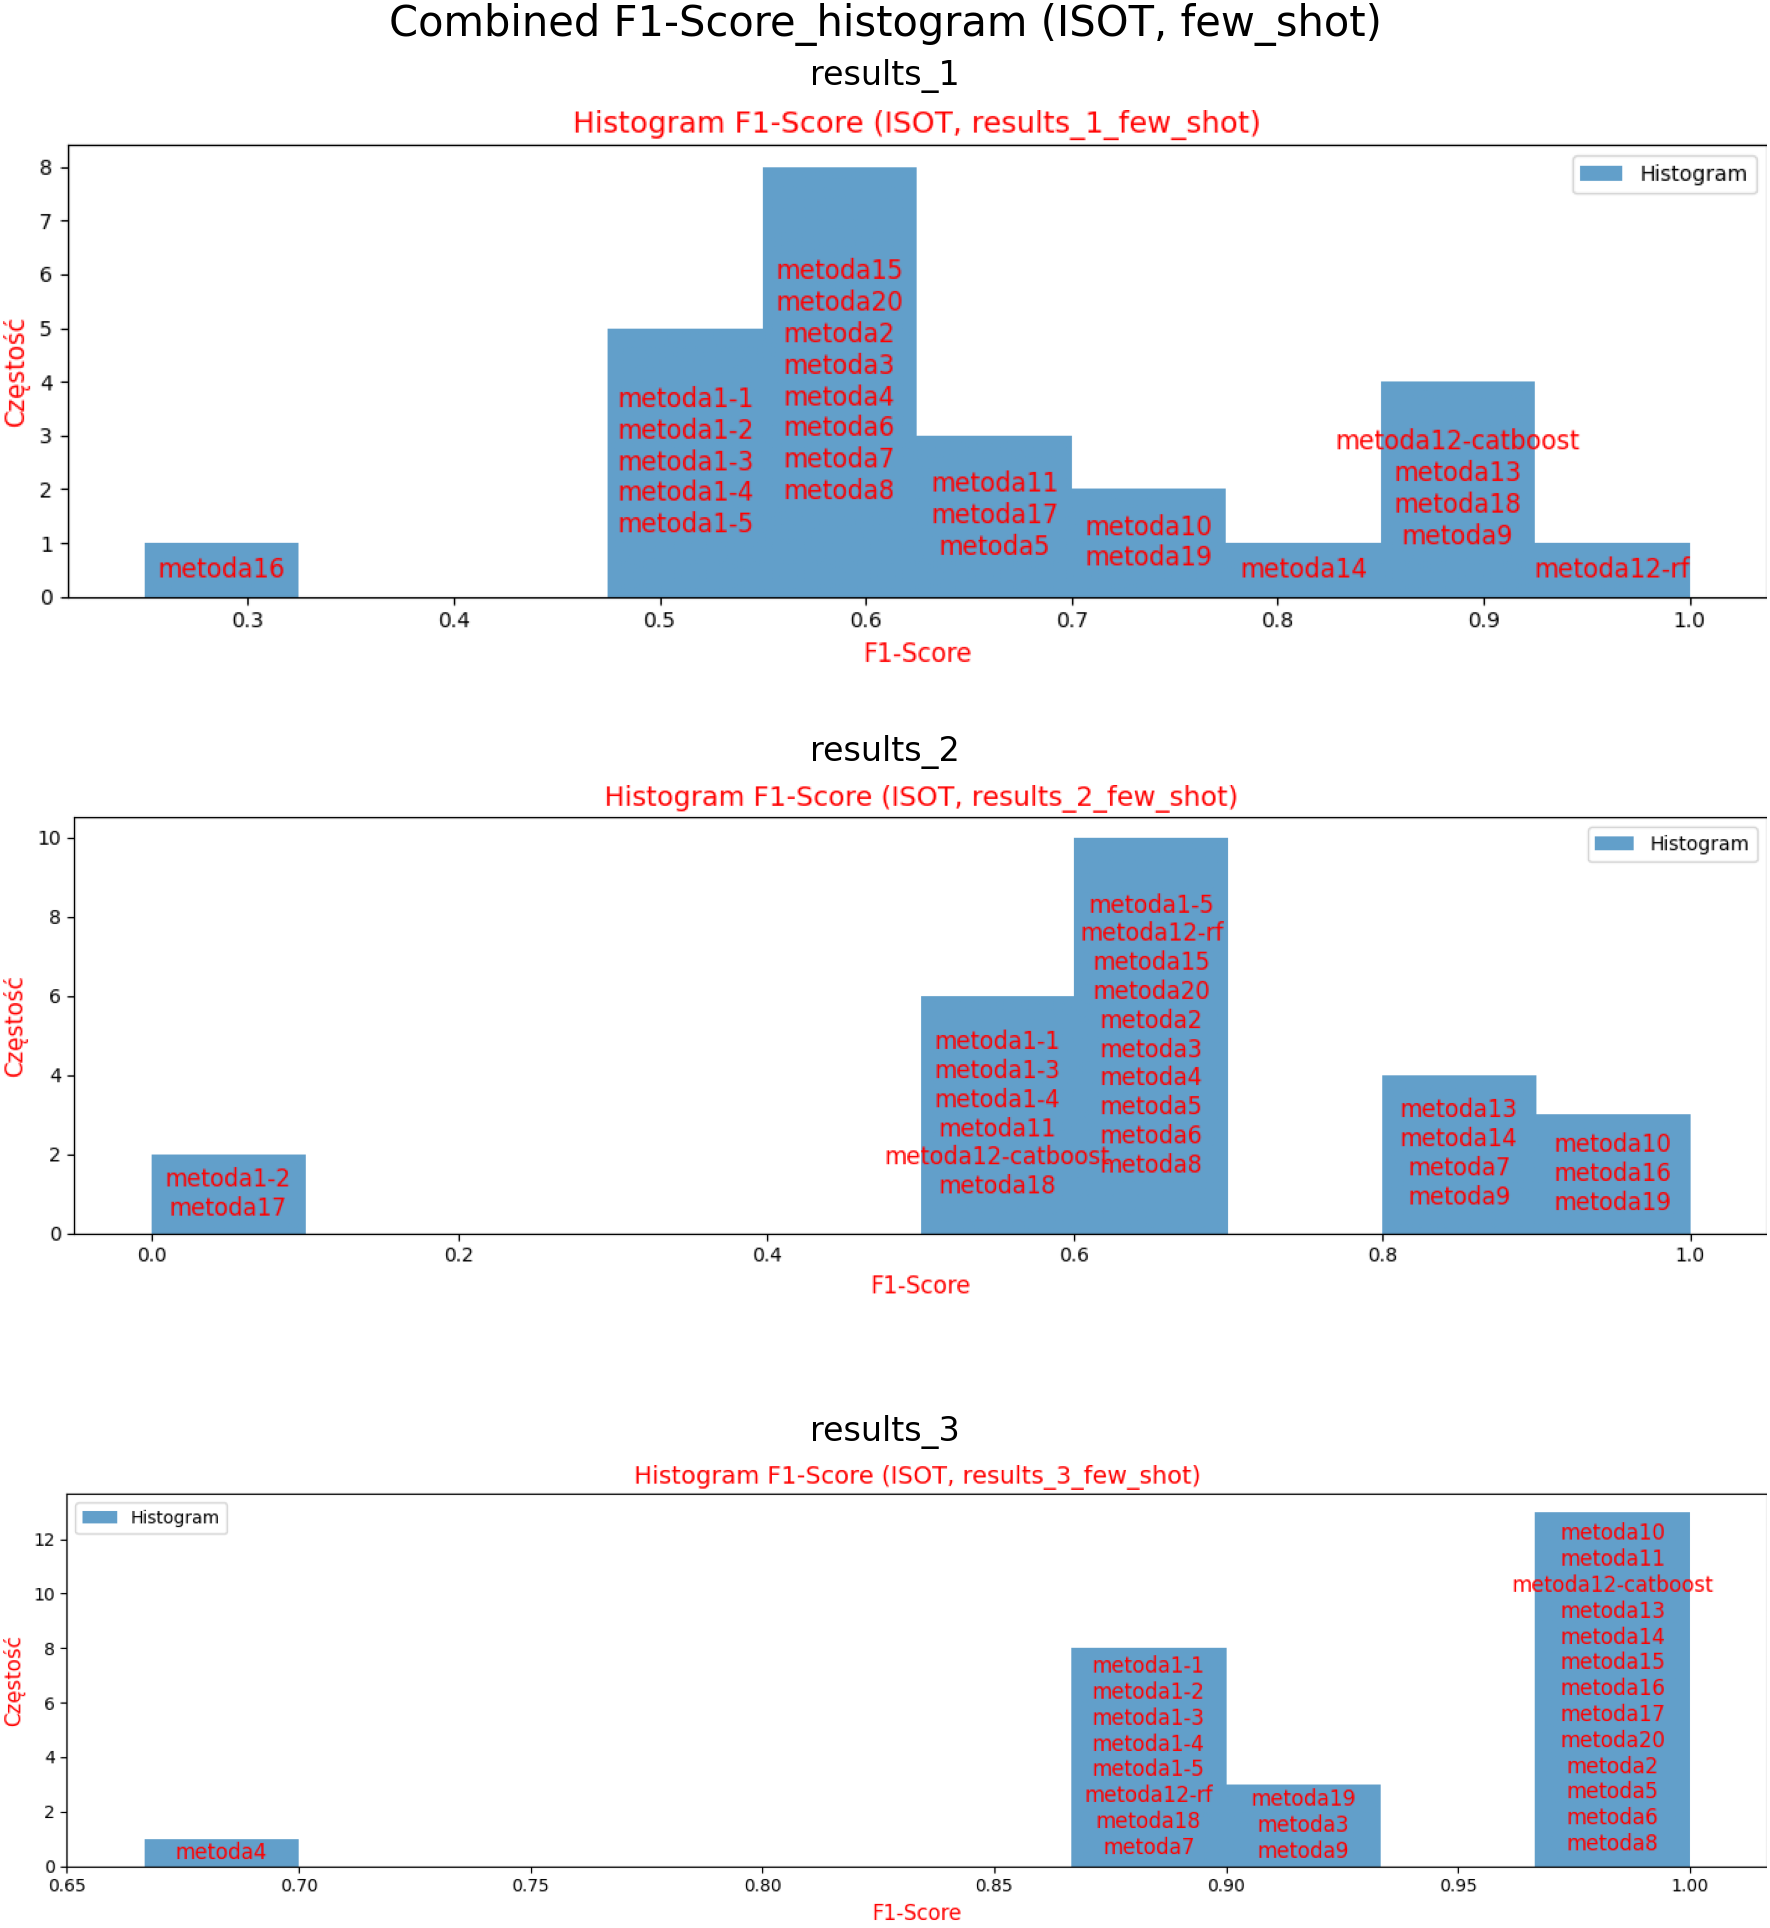 Combined F1-Score_histogram (ISOT, few_shot)
results_1
Histogram F1-Score (ISOT, results_1_few_shot)
Histogram
8
7
6
5
4
3
2
1
0
Częstość
metoda16
metoda1-1
metoda1-2
metoda1-3
metoda1-4
metoda1-5
metoda15
metoda20
metoda2
metoda3
metoda4
metoda6
metoda7
metoda8
metoda11
metoda17
metoda5
metoda10
metoda19
metoda14
metoda12-catboost
metoda13
metoda18
metoda9
metoda12-rf
0.3 0.4 0.5 0.6 0.7 0.8 0.9 1.0
F1-Score
results_2
Histogram F1-Score (ISOT, results_2_few_shot)
Histogram
10
8
6
4
2
0
Częstość
metoda1-2
metoda17
metoda1-1
metoda1-3
metoda1-4
metoda11
metoda12-catboost
metoda18
metoda1-5
metoda12-rf
metoda15
metoda20
metoda2
metoda3
metoda4
metoda5
metoda6
metoda8
metoda13
metoda14
metoda7
metoda9
metoda10
metoda16
metoda19
0.0 0.2 0.4 0.6 0.8 1.0
F1-Score
results_3
Histogram F1-Score (ISOT, results_3_few_shot)
Histogram
12
10
8
6
4
2
0
Częstość
metoda4
metoda1-1
metoda1-2
metoda1-3
metoda1-4
metoda1-5
metoda12-rf
metoda18
metoda7
metoda19
metoda3
metoda9
metoda10
metoda11
metoda12-catboost
metoda13
metoda14
metoda15
metoda16
metoda17
metoda20
metoda2
metoda5
metoda6
metoda8
0.65 0.70 0.75 0.80 0.85 0.90 0.95 1.00
F1-Score